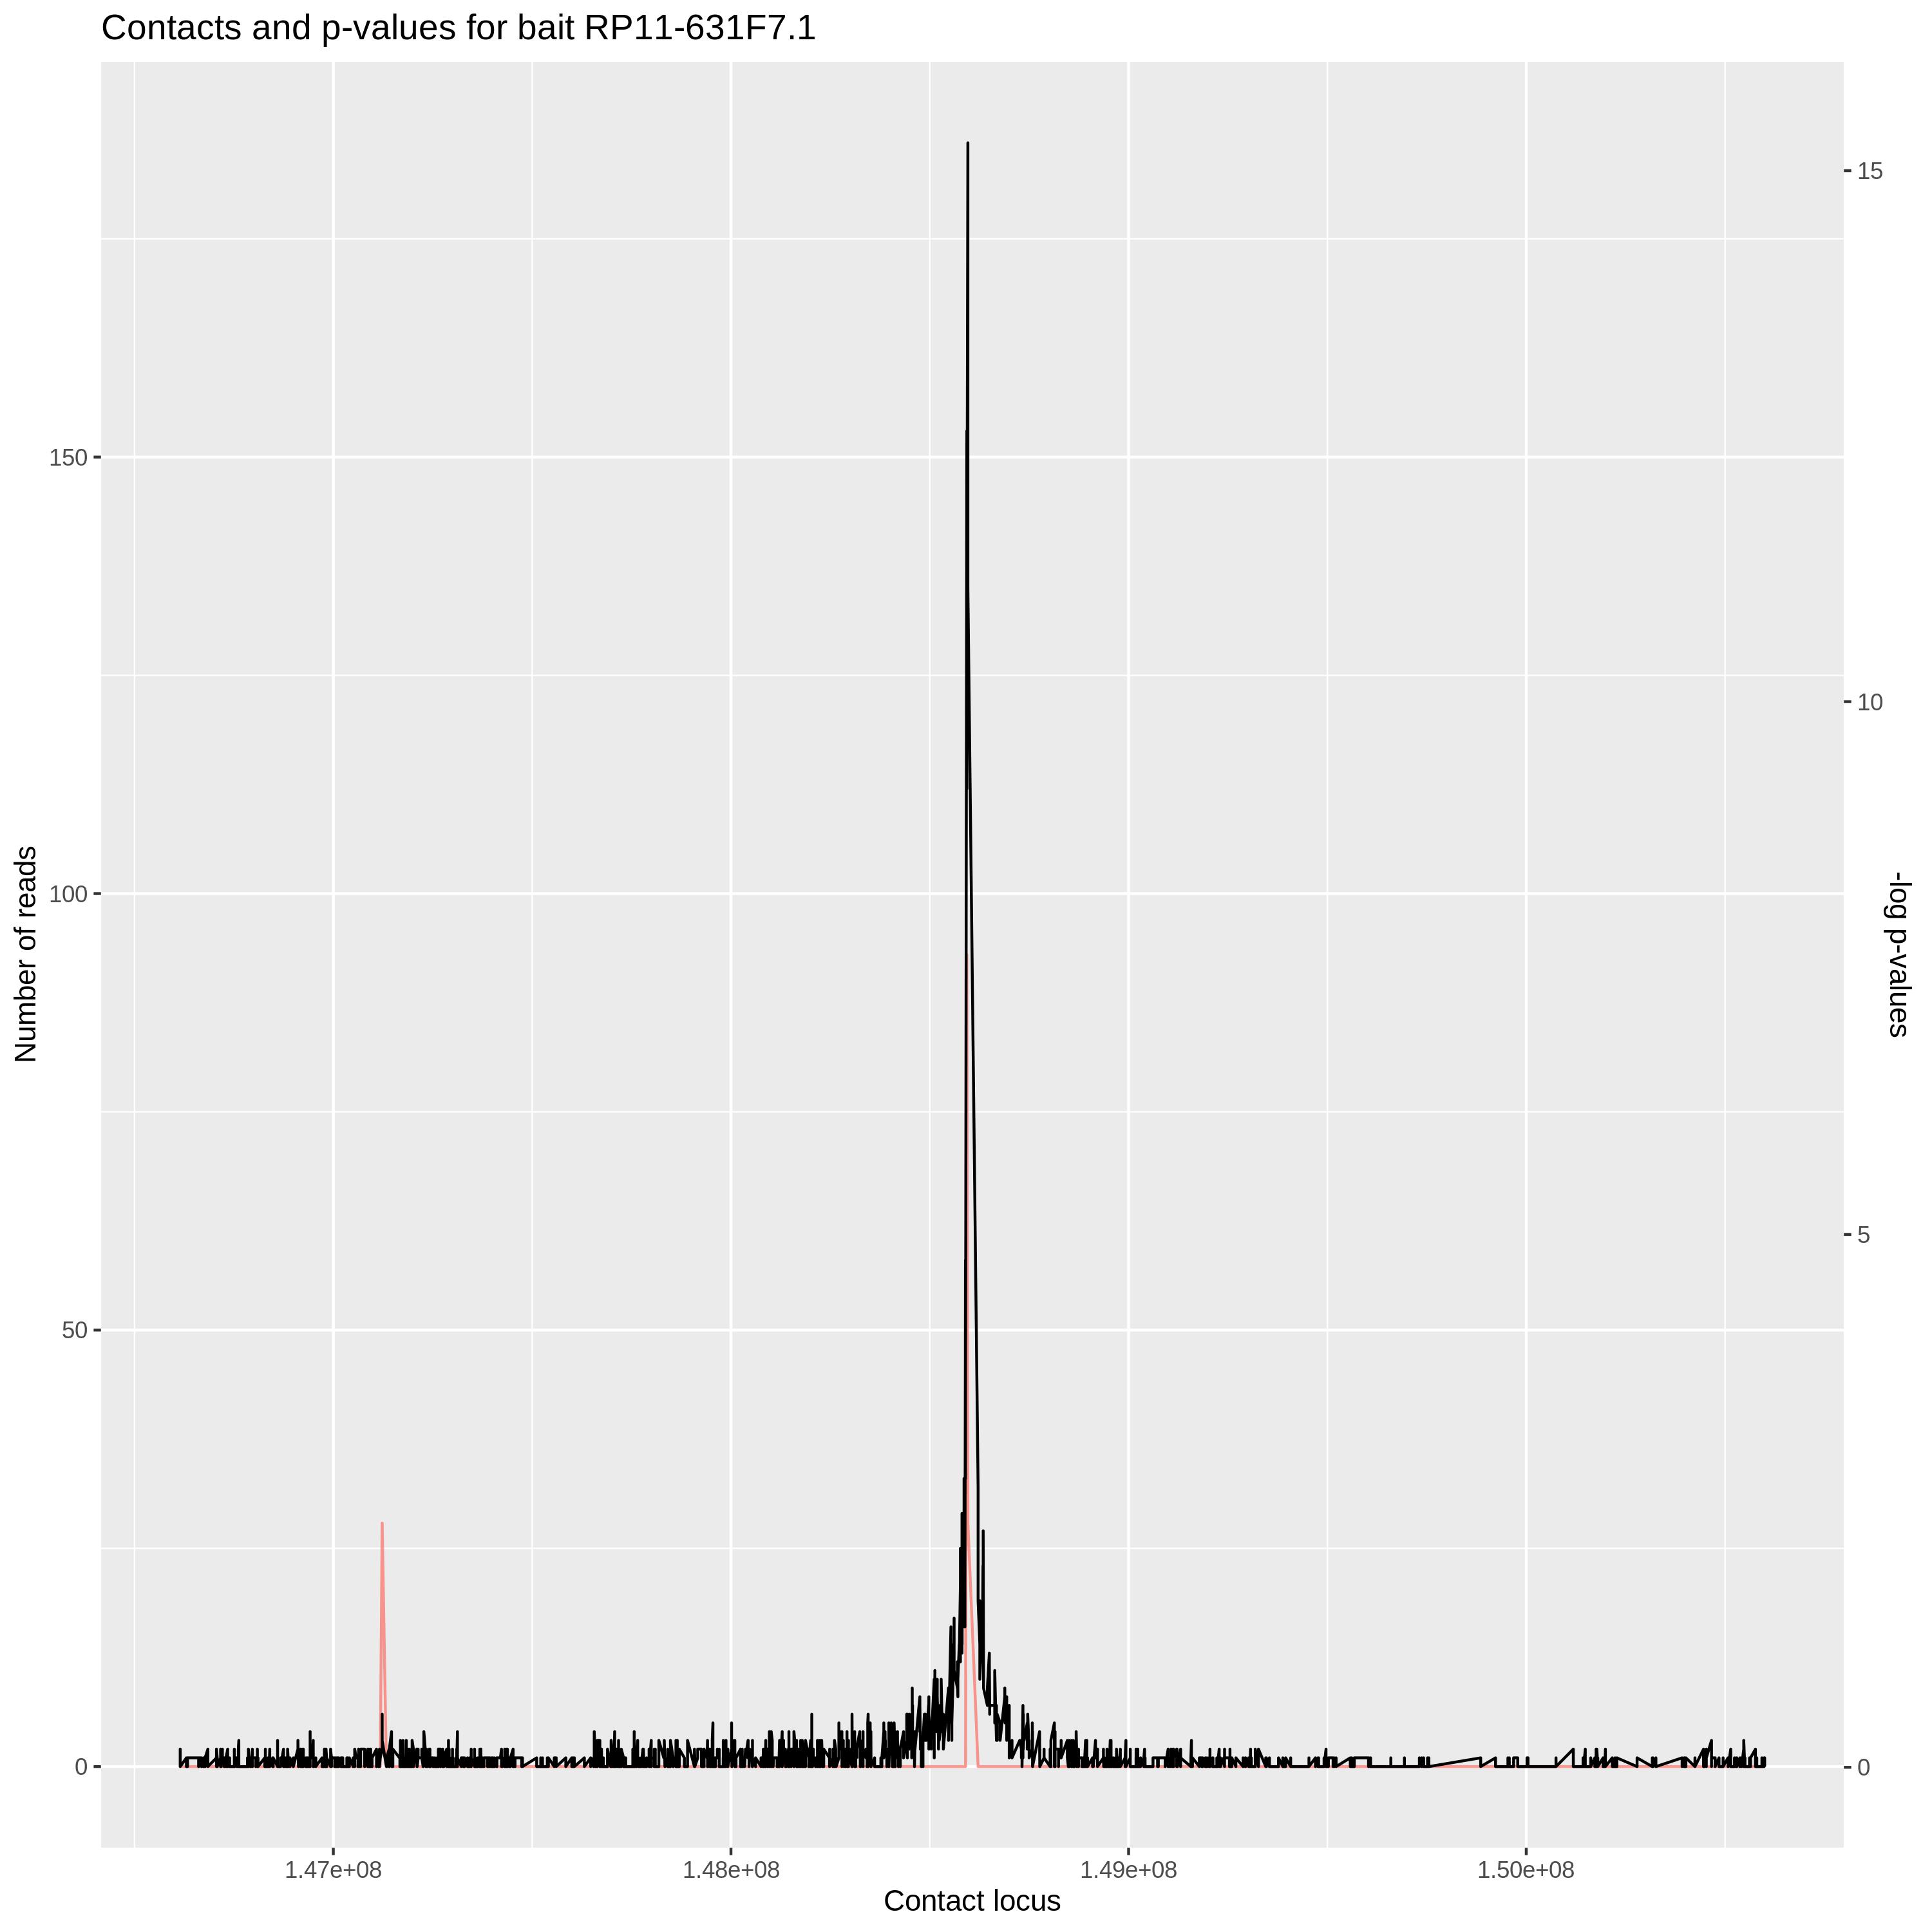 Contacts and p-values for bait RP11-631F7.1
15
150
10
100
Number of reads
-log p-values
5
50
0
0
1.47e+08
1.48e+08
1.49e+08
1.50e+08
Contact locus